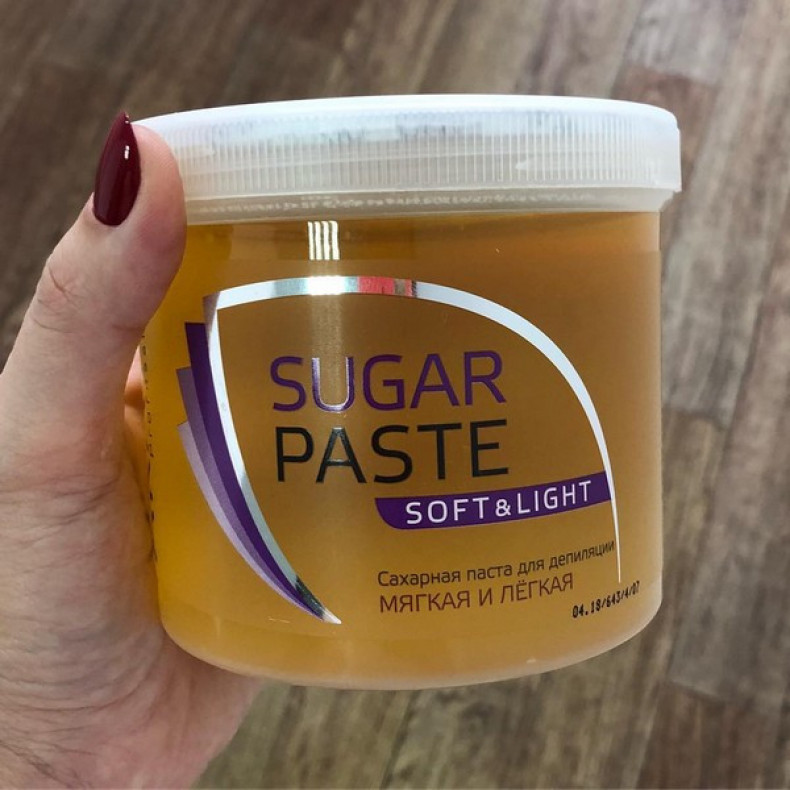 SUGAR
PASTE
SOFT&LIGHT
Сахарная паста для депиляции
МЯГКАЯ И ЛЁГКАЯ
04.18/643/4/07